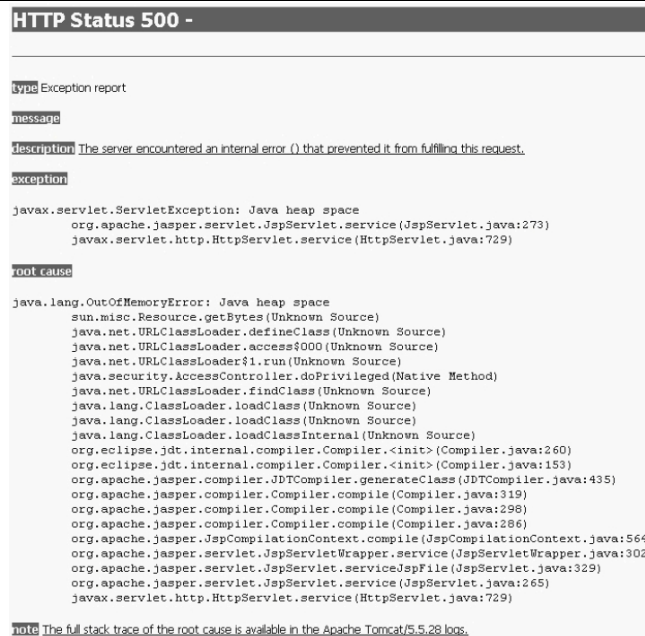 HTTP Status 500 -
type Exception report
message
description The server encountered an internal error () that prevented it from fulfilling this request.
exception
javax.servlet.ServletException: Java heap space
org.apache.jasper.servlet.JspServlet.service(JspServlet.java:273)
javax.servlet.http.HttpServlet.service(HttpServlet.java:729)
root cause
java.lang.OutOfMemoryError: Java heap space
sun.misc.Resource.getBytes(Unknown Source)
java.net.URLClassLoader.defineClass(Unknown Source)
java.net.URLClassLoader.access$000(Unknown Source)
java.net.URLClassLoader$1.run(Unknown Source)
java.security.AccessController.doPrivileged(Native Method)
java.net.URLClassLoader.findClass(Unknown Source)
java.lang.ClassLoader.loadClass(Unknown Source)
java.lang.ClassLoader.loadClass(Unknown Source)
java.lang.ClassLoader.loadClassInternal(Unknown Source)
org.eclipse.jdt.internal.compiler.Compiler.<init>(Compiler.java:260)
org.eclipse.jdt.internal.compiler.Compiler.<init>(Compiler.java:153)
org.apache.jasper.compiler.JDTCompiler.generateClass(JDTCompiler.java:435)
org.apache.jasper.compiler.Compiler.compile(Compiler.java:319)
org.apache.jasper.compiler.Compiler.compile(Compiler.java:298)
org.apache.jasper.compiler.Compiler.compile(Compiler.java:286)
org.apache.jasper.JspCompilationContext.compile(JspCompilationContext.java:564
org.apache.jasper.servlet.JspServletWrapper.service(JspServletWrapper.java:302
org.apache.jasper.servlet.JspServlet.serviceJspFile(JspServlet.java:329)
org.apache.jasper.servlet.JspServlet.service(JspServlet.java:265)
javax.servlet.http.HttpServlet.service(HttpServlet.java:729)
note The full stack trace of the root cause is available in the Apache Tomcat/5.5.28 logs.